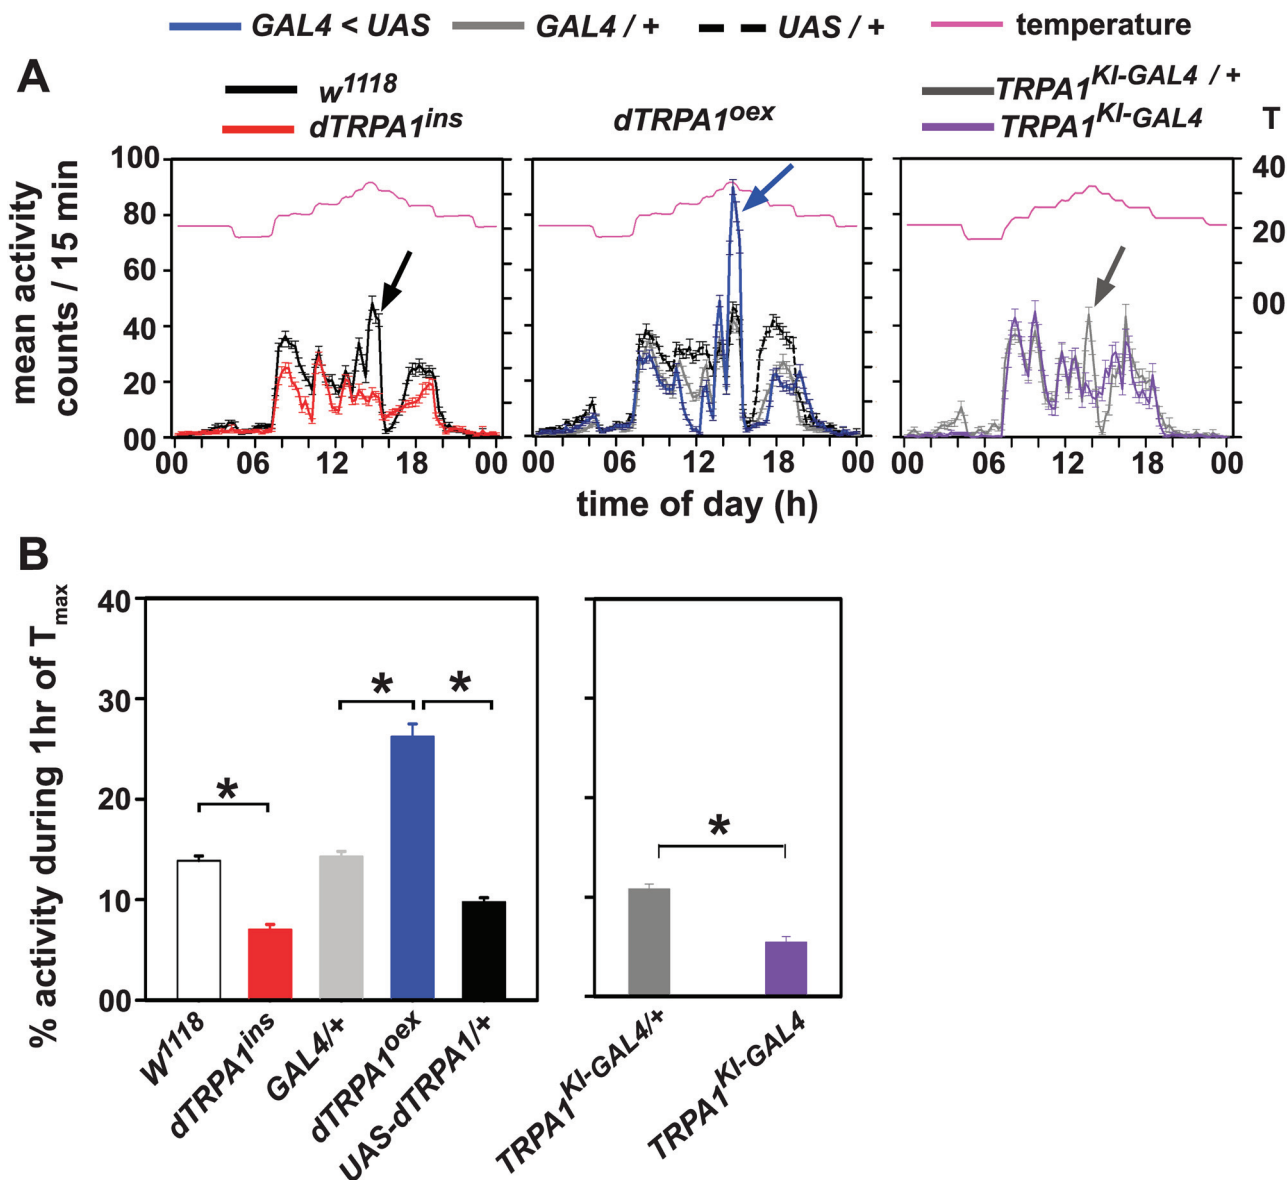 GAL4 < UAS GAL4 / + UAS / + temperature
A
w1118
dTRPA1ins
dTRPA1oex
TRPA1KI-GAL4 / +
TRPA1KI-GAL4
T
mean activity
counts / 15 min
100
80
60
40
20
00
40
20
00
00 06 12 18 00
00 06 12 18 00
00 06 12 18 00
time of day (h)
B
% activity during 1hr of Tmax
40
30
20
10
00
*
*
*
*
W1118
dTRPA1ins
GAL4/+
dTRPA1oex
UAS-dTRPA1/+
TRPA1KI-GAL4/+
TRPA1KI-GAL4